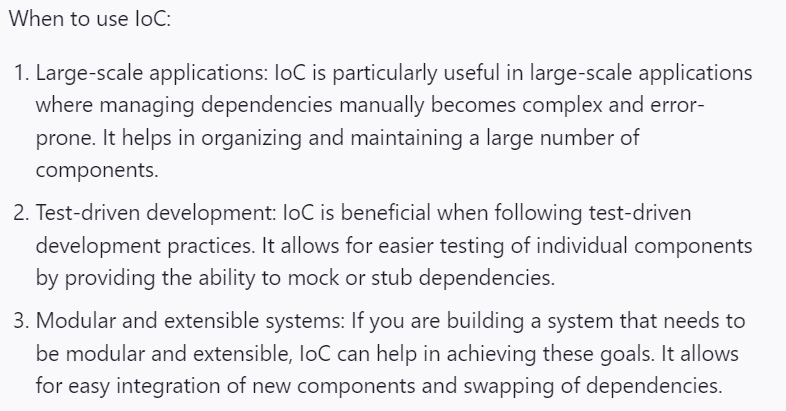 When to use IoC:
1. Large-scale applications: IoC is particularly useful in large-scale applications
where managing dependencies manually becomes complex and error-
prone. It helps in organizing and maintaining a large number of
components.
2. Test-driven development: IoC is beneficial when following test-driven
development practices. It allows for easier testing of individual components
by providing the ability to mock or stub dependencies.
3. Modular and extensible systems: If you are building a system that needs to
be modular and extensible, IoC can help in achieving these goals. It allows
for easy integration of new components and swapping of dependencies.